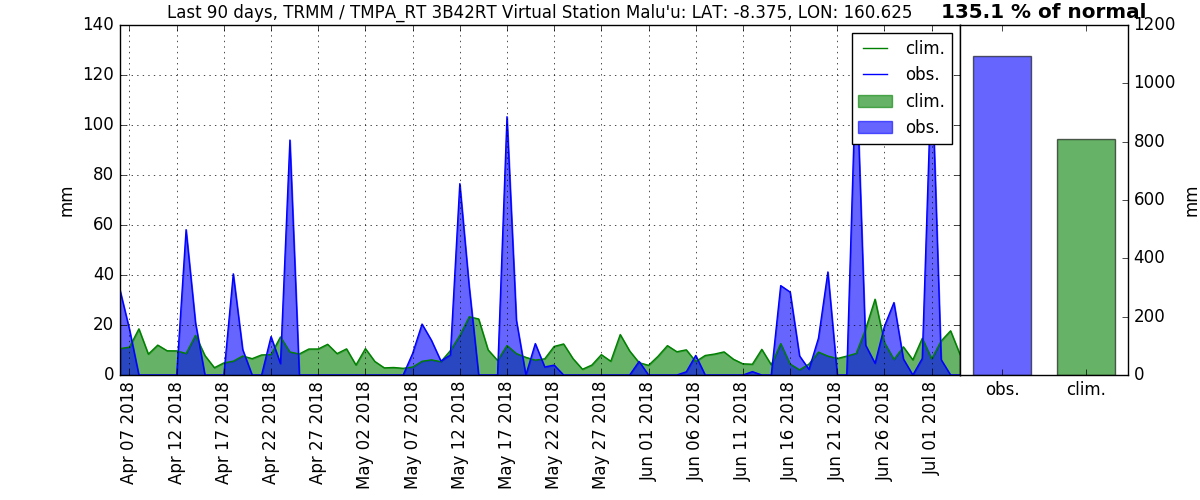 Last 90 days, TRMM / TMPA_RT 3B42RT Virtual Station Malu'u: LAT: -8.375, LON: 160.625
135.1 % of normal
140
120
100
80
60
40
20
0
mm
clim.
obs.
clim.
obs.
1200
1000
800
600
400
200
0
mm
Apr 07 2018
Apr 12 2018
Apr 17 2018
Apr 22 2018
Apr 27 2018
May 02 2018
May 07 2018
May 12 2018
May 17 2018
May 22 2018
May 27 2018
Jun 01 2018
Jun 06 2018
Jun 11 2018
Jun 16 2018
Jun 21 2018
Jun 26 2018
Jul 01 2018
obs.
clim.